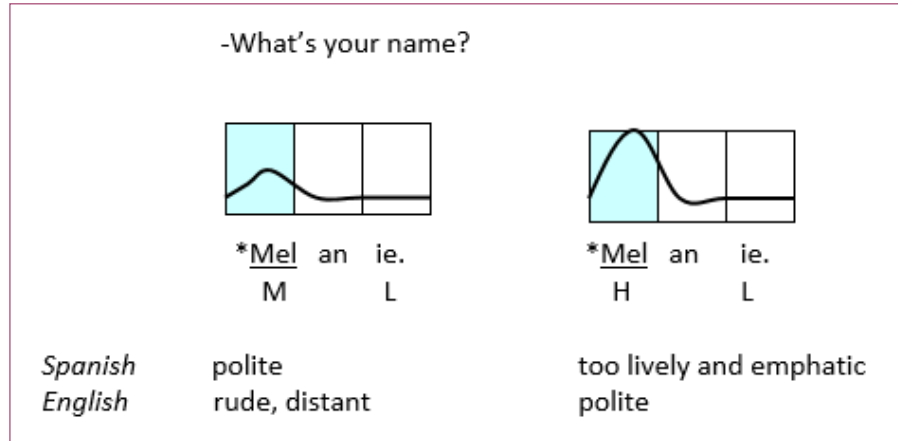 -What's your name?
*Mel an ie. *Mel an ie.
M L H L
Spanish polite too lively and emphatic
English rude, distant polite